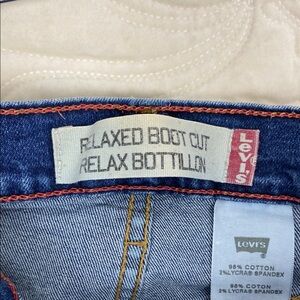 RELAXED BOOT CUT
RELAX BOTTILLON
LEVI'S
LEVI'S
98% COTTON
2% LYCRA® SPANDEX
98% COTON
2% LYCRA® SPANDEX